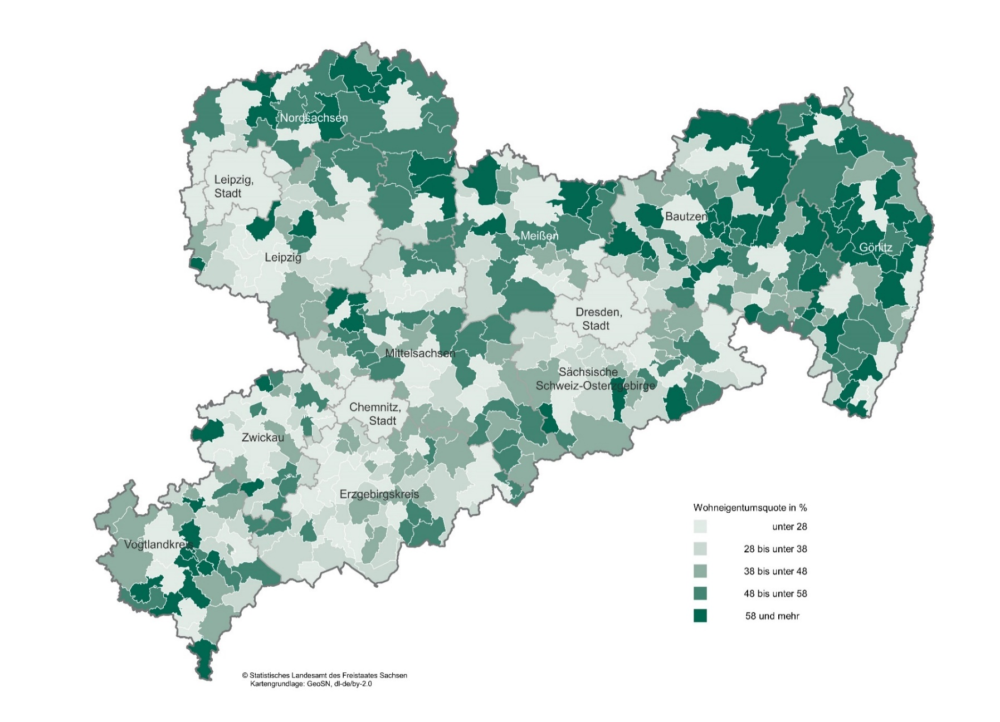 Nordsachsen
Leipzig,
Stadt
Bautzen
Meißen
Görlitz
Leipzig
Dresden,
Stadt
Mittelsachsen
Sächsische
Schweiz-Osterzgebirge
Chemnitz,
Stadt
Zwickau
Erzgebirgskreis
Vogtlandkreis
Wohneigentumsquote in %
unter 28
28 bis unter 38
38 bis unter 48
48 bis unter 58
58 und mehr
© Statistisches Landesamt des Freistaates Sachsen
Kartengrundlage: GeoSN, dl-de/by-2.0